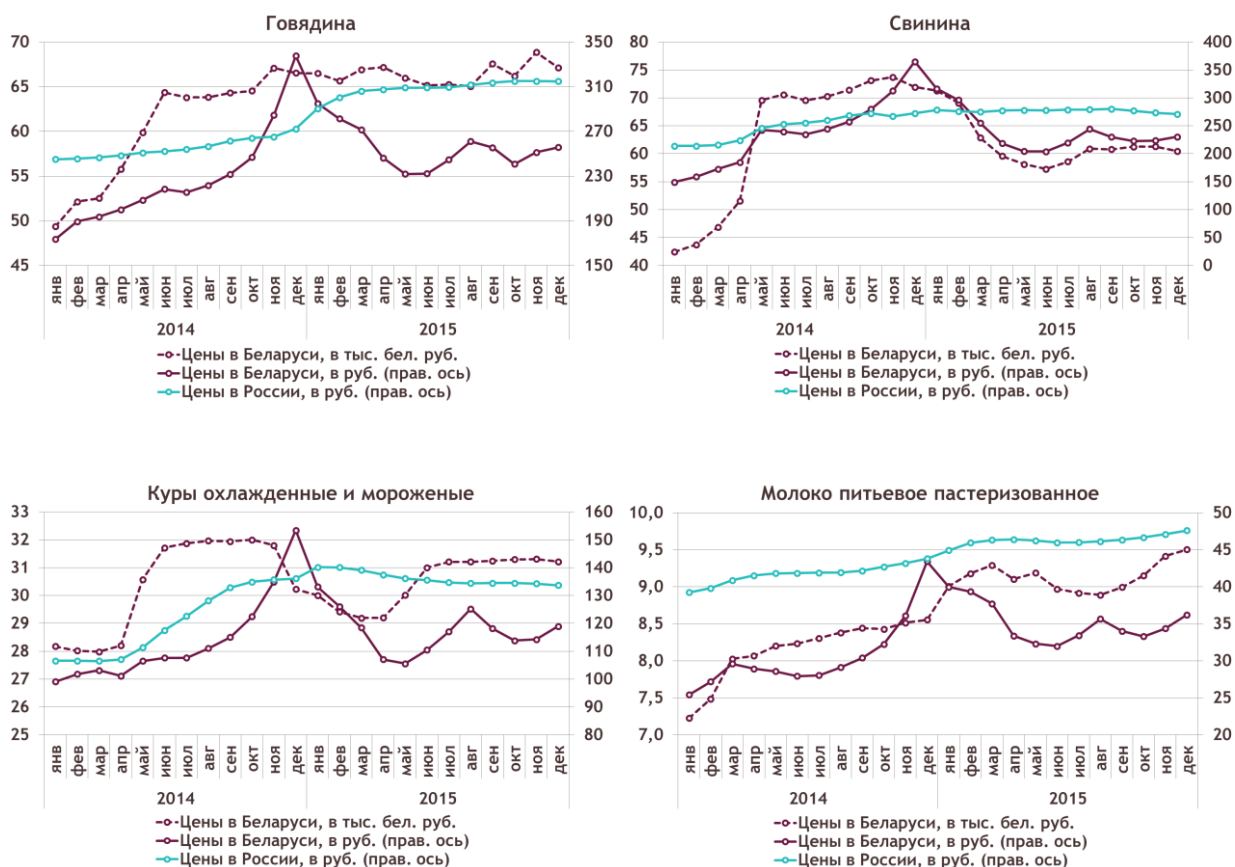 Говядина
70
65
60
55
50
45
350
310
270
230
190
150
янв
фев
мар
апр
май
июн
июл
авг
сен
окт
ноя
дек
янв
фев
мар
апр
май
июн
июл
авг
сен
окт
ноя
дек
2014
2015
Цены в Беларуси, в тыс. бел. руб.
Цены в Беларуси, в руб. (прав. ось)
Цены в России, в руб. (прав. ось)
Свинина
80
75
70
65
60
55
50
45
40
400
350
300
250
200
150
100
50
0
янв
фев
мар
апр
май
июн
июл
авг
сен
окт
ноя
дек
янв
фев
мар
апр
май
июн
июл
авг
сен
окт
ноя
дек
2014
2015
Цены в Беларуси, в тыс. бел. руб.
Цены в Беларуси, в руб. (прав. ось)
Цены в России, в руб. (прав. ось)
Куры охлажденные и мороженые
33
32
31
30
29
28
27
26
25
160
150
140
130
120
110
100
90
80
янв
фев
мар
апр
май
июн
июл
авг
сен
окт
ноя
дек
янв
фев
мар
апр
май
июн
июл
авг
сен
окт
ноя
дек
2014
2015
Цены в Беларуси, в тыс. бел. руб.
Цены в Беларуси, в руб. (прав. ось)
Цены в России, в руб. (прав. ось)
Молоко питьевое пастеризованное
10,0
9,5
9,0
8,5
8,0
7,5
7,0
50
45
40
35
30
25
20
янв
фев
мар
апр
май
июн
июл
авг
сен
окт
ноя
дек
янв
фев
мар
апр
май
июн
июл
авг
сен
окт
ноя
дек
2014
2015
Цены в Беларуси, в тыс. бел. руб.
Цены в Беларуси, в руб. (прав. ось)
Цены в России, в руб. (прав. ось)